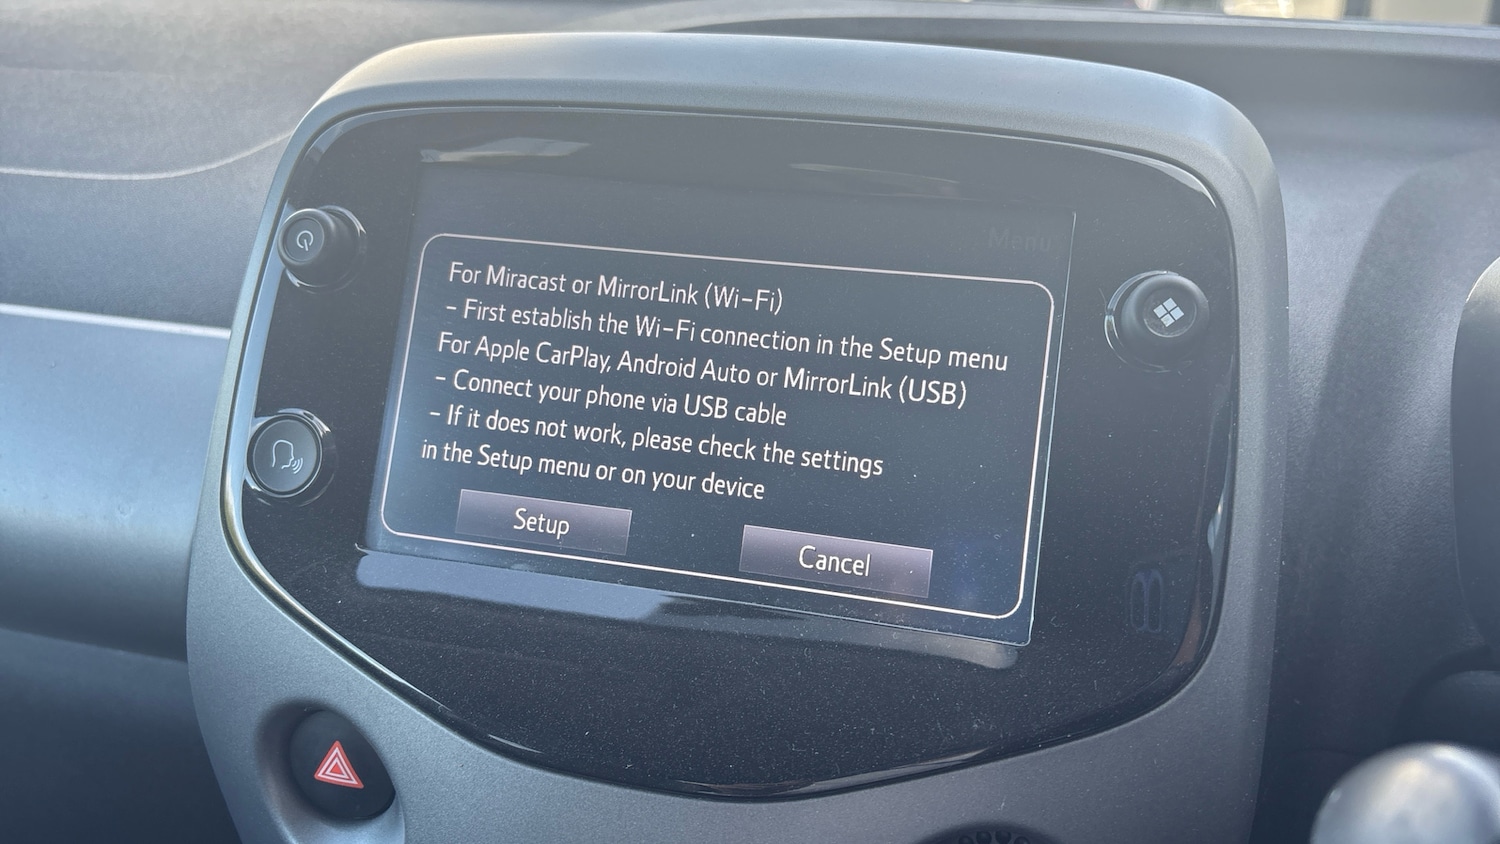 Menu
For Miracast or MirrorLink (Wi-Fi)
- First establish the Wi-Fi connection in the Setup menu
For Apple CarPlay, Android Auto or MirrorLink (USB)
- Connect your phone via USB cable
- If it does not work, please check the settings
in the Setup menu or on your device
Setup
Cancel